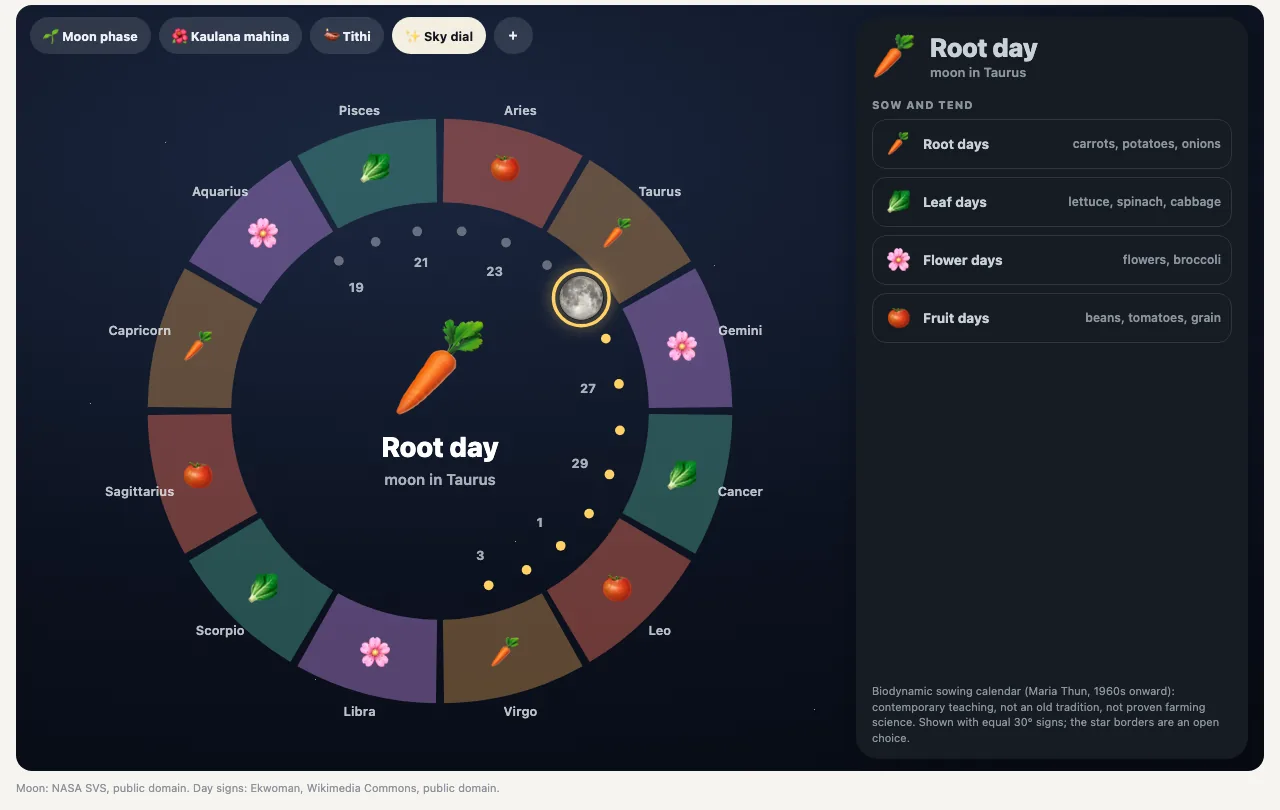 Moon phase
Kaulana mahina
Tithi
Sky dial
+
Pisces
Aries
Aquarius
Taurus
Capricorn
Gemini
Sagittarius
Cancer
Scorpio
Leo
Libra
Virgo
19
21
23
27
29
1
3
Root day
moon in Taurus
Root day
moon in Taurus
SOW AND TEND
Root days carrots, potatoes, onions
Leaf days lettuce, spinach, cabbage
Flower days flowers, broccoli
Fruit days beans, tomatoes, grain
Biodynamic sowing calendar (Maria Thun, 1960s onward):
contemporary teaching, not an old tradition, not proven farming
science. Shown with equal 30° signs; the star borders are an open
choice.
Moon: NASA SVS, public domain. Day signs: Ekwoman, Wikimedia Commons, public domain.